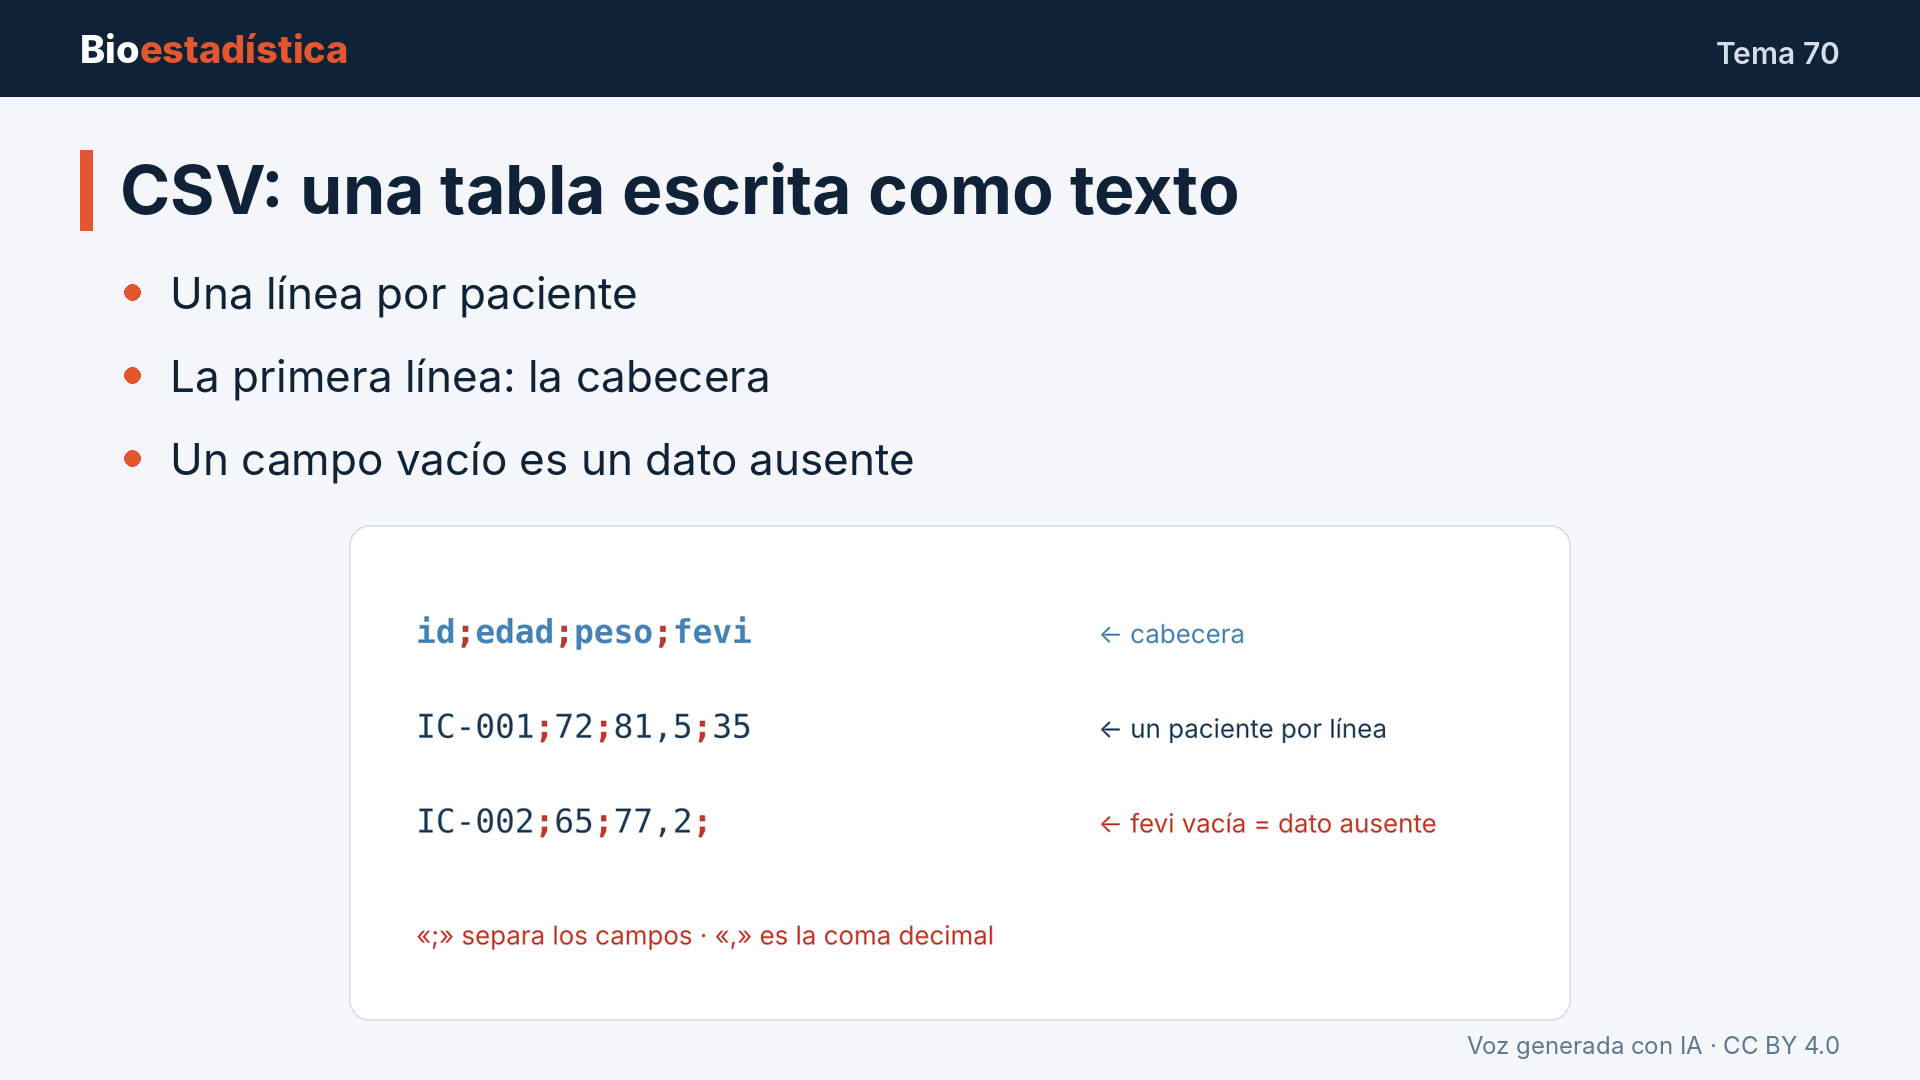 Bioestadística
Tema 70
CSV: una tabla escrita como texto
• Una línea por paciente
• La primera línea: la cabecera
• Un campo vacío es un dato ausente
id;edad;peso;fevi ← cabecera
IC-001;72;81,5;35 ← un paciente por línea
IC-002;65;77,2; ← fevi vacía = dato ausente
«;» separa los campos · «,» es la coma decimal
Voz generada con IA · CC BY 4.0